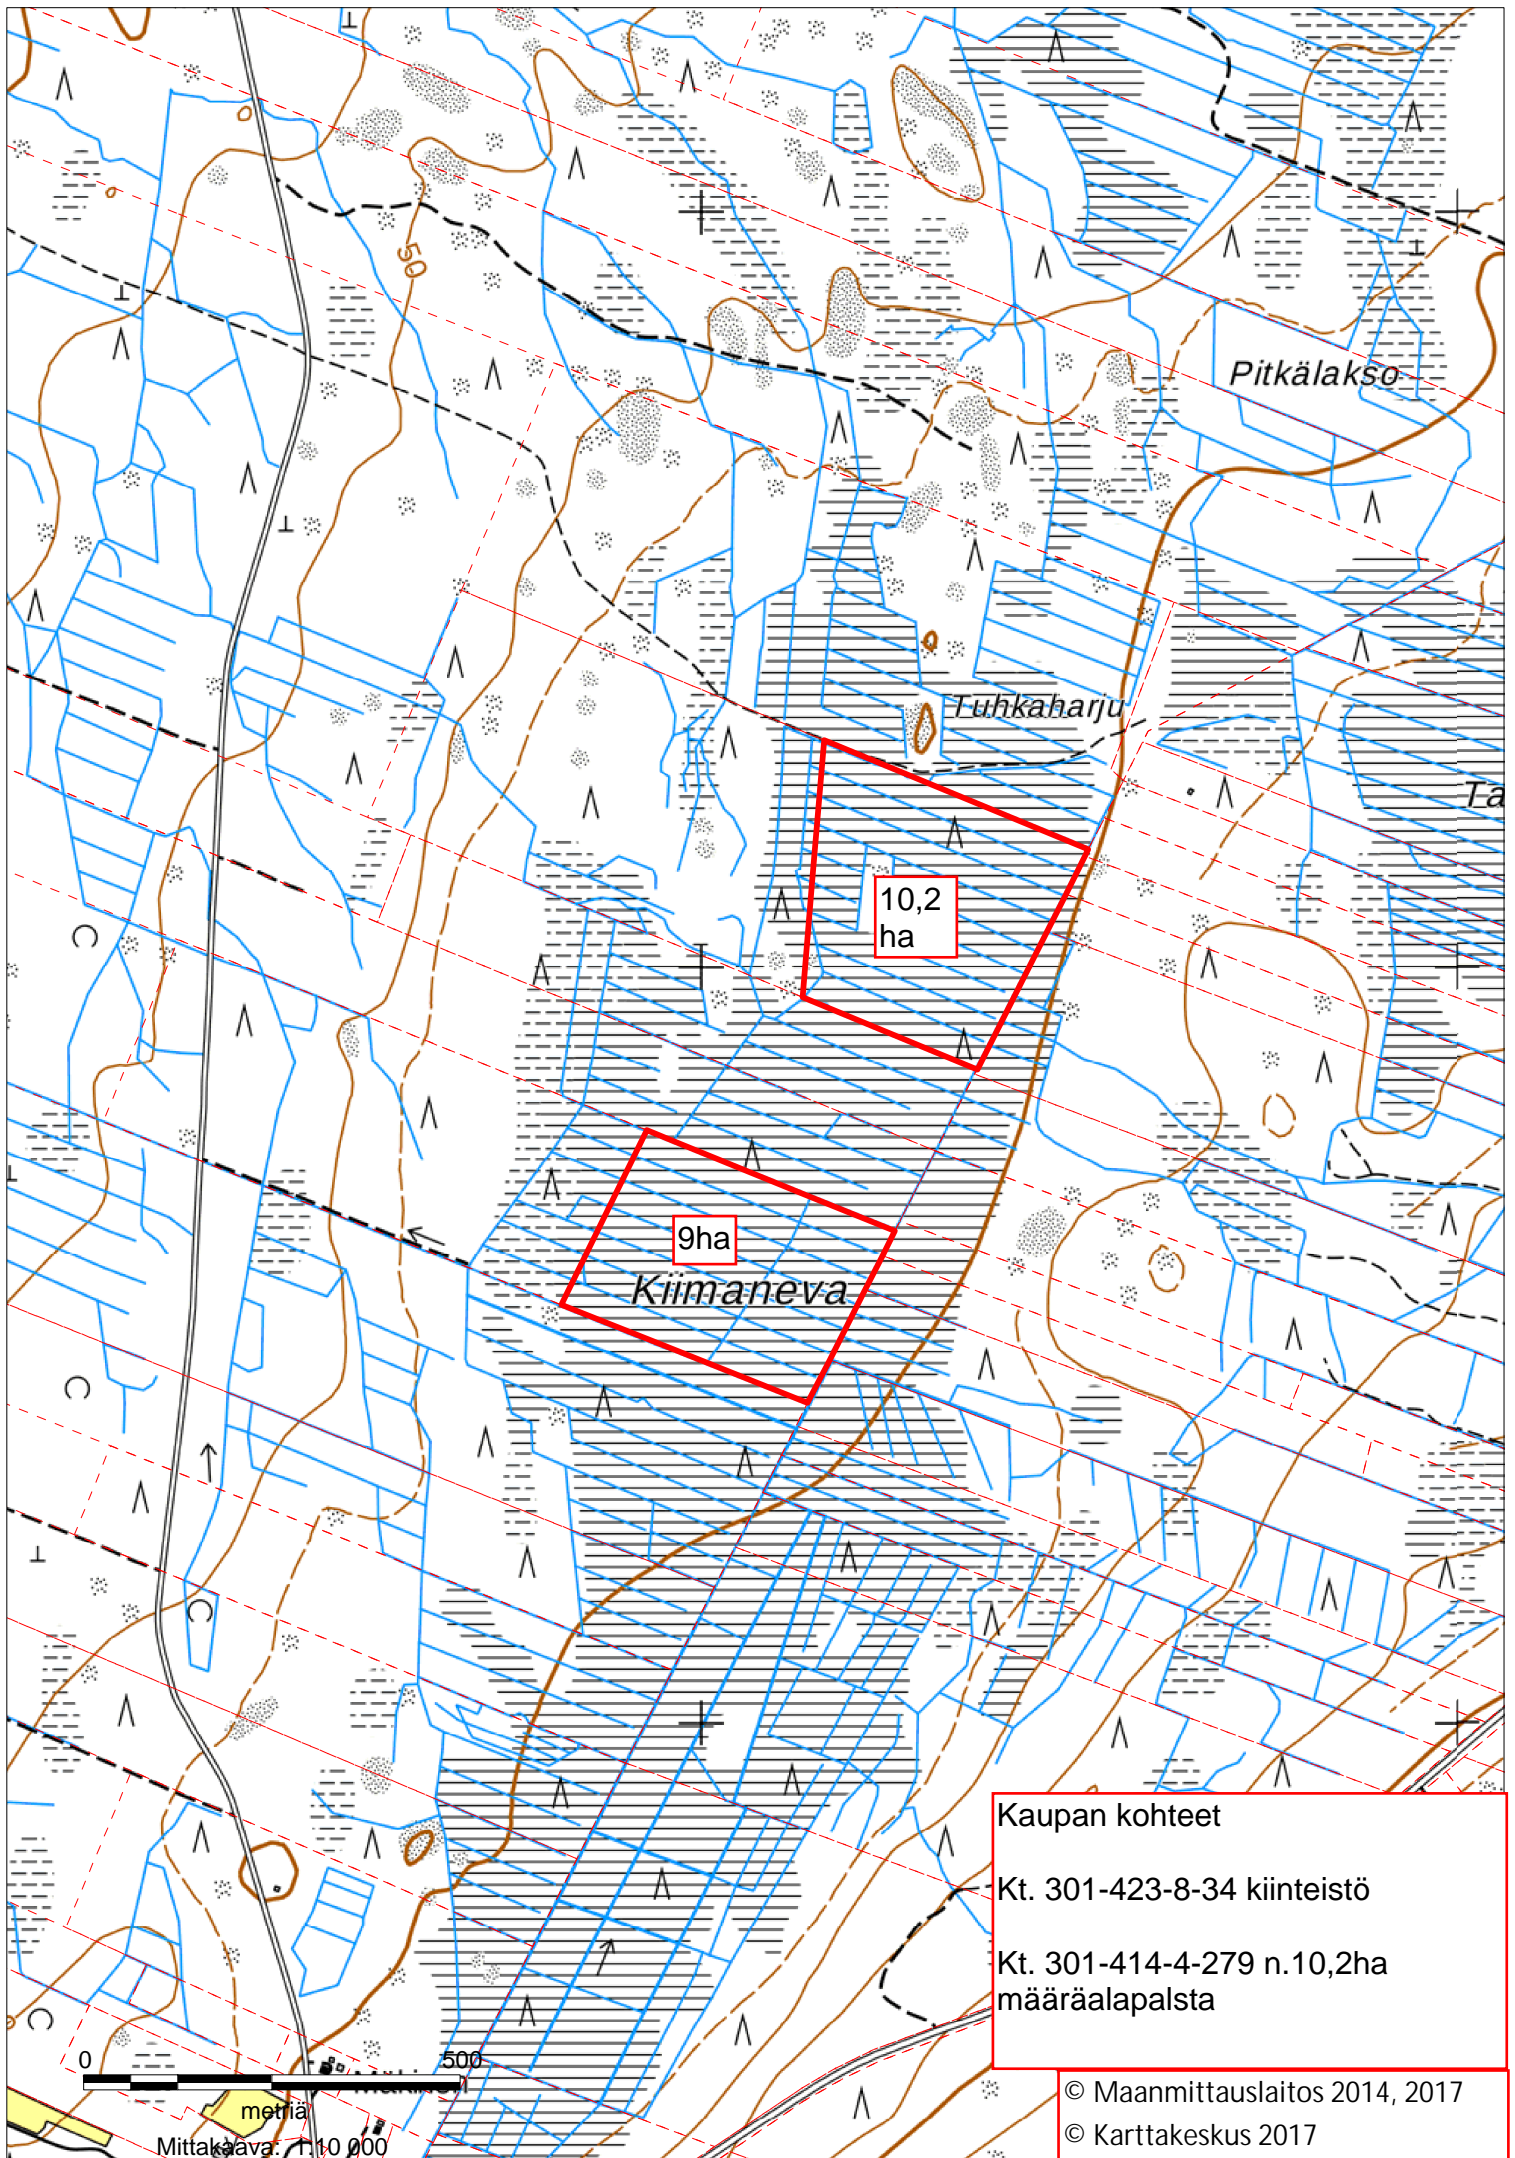 50
Pitkälakso
Tuhkaharju
Ta
10,2
ha
9ha
Kiimaneva
Kaupan kohteet
Kt. 301-423-8-34 kiinteistö
Kt. 301-414-4-279 n.10,2ha
määräalapalsta
0 500
metriä
Mittakaava: 1:10 000
© Maanmittauslaitos 2014, 2017
© Karttakeskus 2017